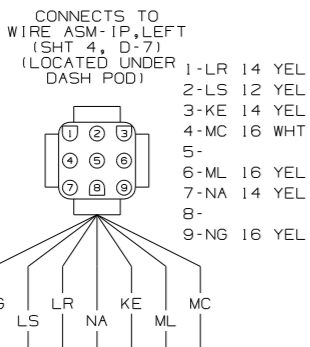 CONNECTS TO
WIRE ASM-IP,LEFT
(SHT 4, D-7)
(LOCATED UNDER
DASH POD)
1-LR 14 YEL
2-LS 12 YEL
3-KE 14 YEL
4-MC 16 WHT
5-
6-ML 16 YEL
7-NA 14 YEL
8-
9-NG 16 YEL
1 2 3
4 5 6
7 8 9
G LR KE MC
LS NA ML